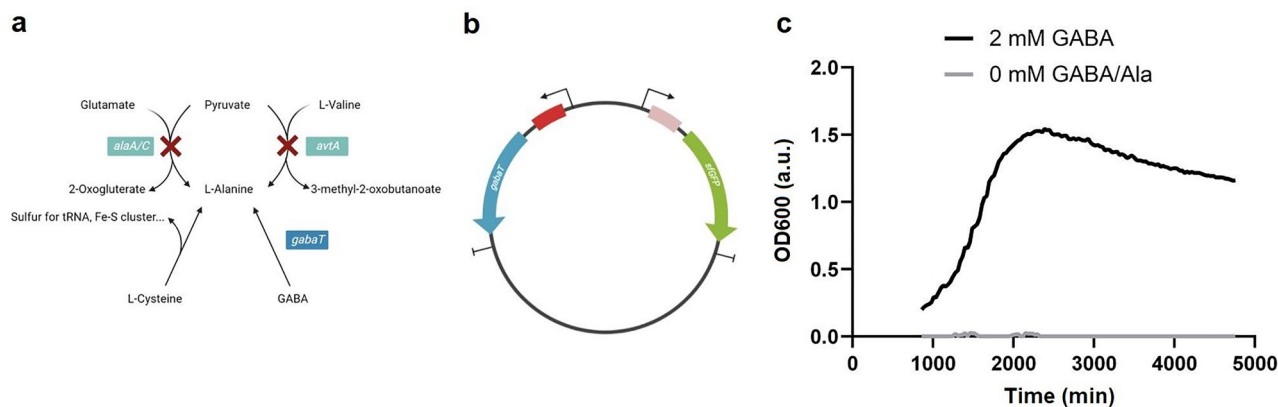 a
Glutamate
Pyruvate
L-Valine
alaA/C
avtA
2-Oxogluterate
L-Alanine
3-methyl-2-oxobutanoate
Sulfur for tRNA, Fe-S cluster...
gabaT
L-Cysteine
GABA
b
gabaT
sfGFP
c
2 mM GABA
0 mM GABA/Ala
OD600 (a.u.)
2.0
1.5
1.0
0.5
0.0
0 1000 2000 3000 4000 5000
Time (min)